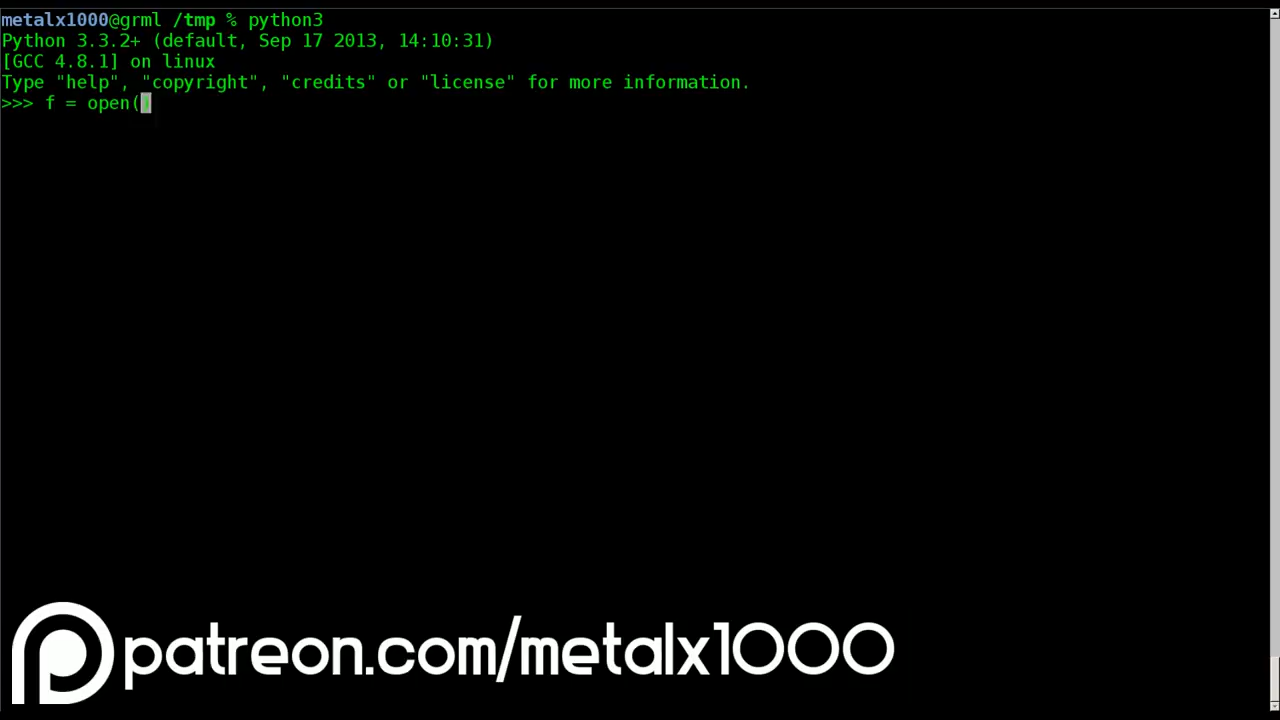 metalx1000@grml /tmp % python3
Python 3.3.2+ (default, Sep 17 2013, 14:10:31)
[GCC 4.8.1] on linux
Type "help", "copyright", "credits" or "license" for more information.
>>> f = open(
patreon.com/metalx1000